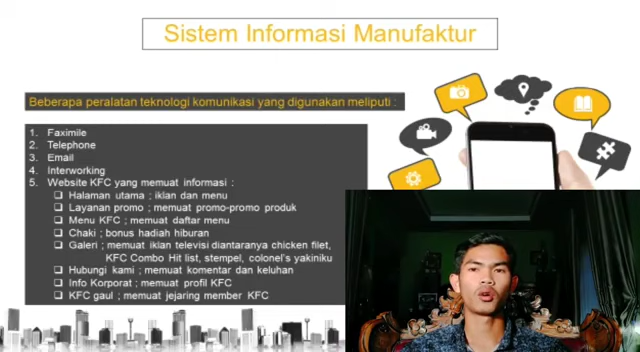 Sistem Informasi Manufaktur
Beberapa peralatan teknologi komunikasi yang digunakan meliputi :
1. Faximile
2. Telephone
3. Email
4. Interworking
5. Website KFC yang memuat informasi :
❑ Halaman utama ; iklan dan menu
❑ Layanan promo ; memuat promo-promo produk
❑ Menu KFC ; memuat daftar menu
❑ Chaki ; bonus hadiah hiburan
❑ Galeri ; memuat iklan televisi diantaranya chicken filet,
KFC Combo Hit list, stempel, colonel's yakiniku
❑ Hubungi kami ; memuat komentar dan keluhan
❑ Info Korporat ; memuat profil KFC
❑ KFC gaul ; memuat jejaring member KFC